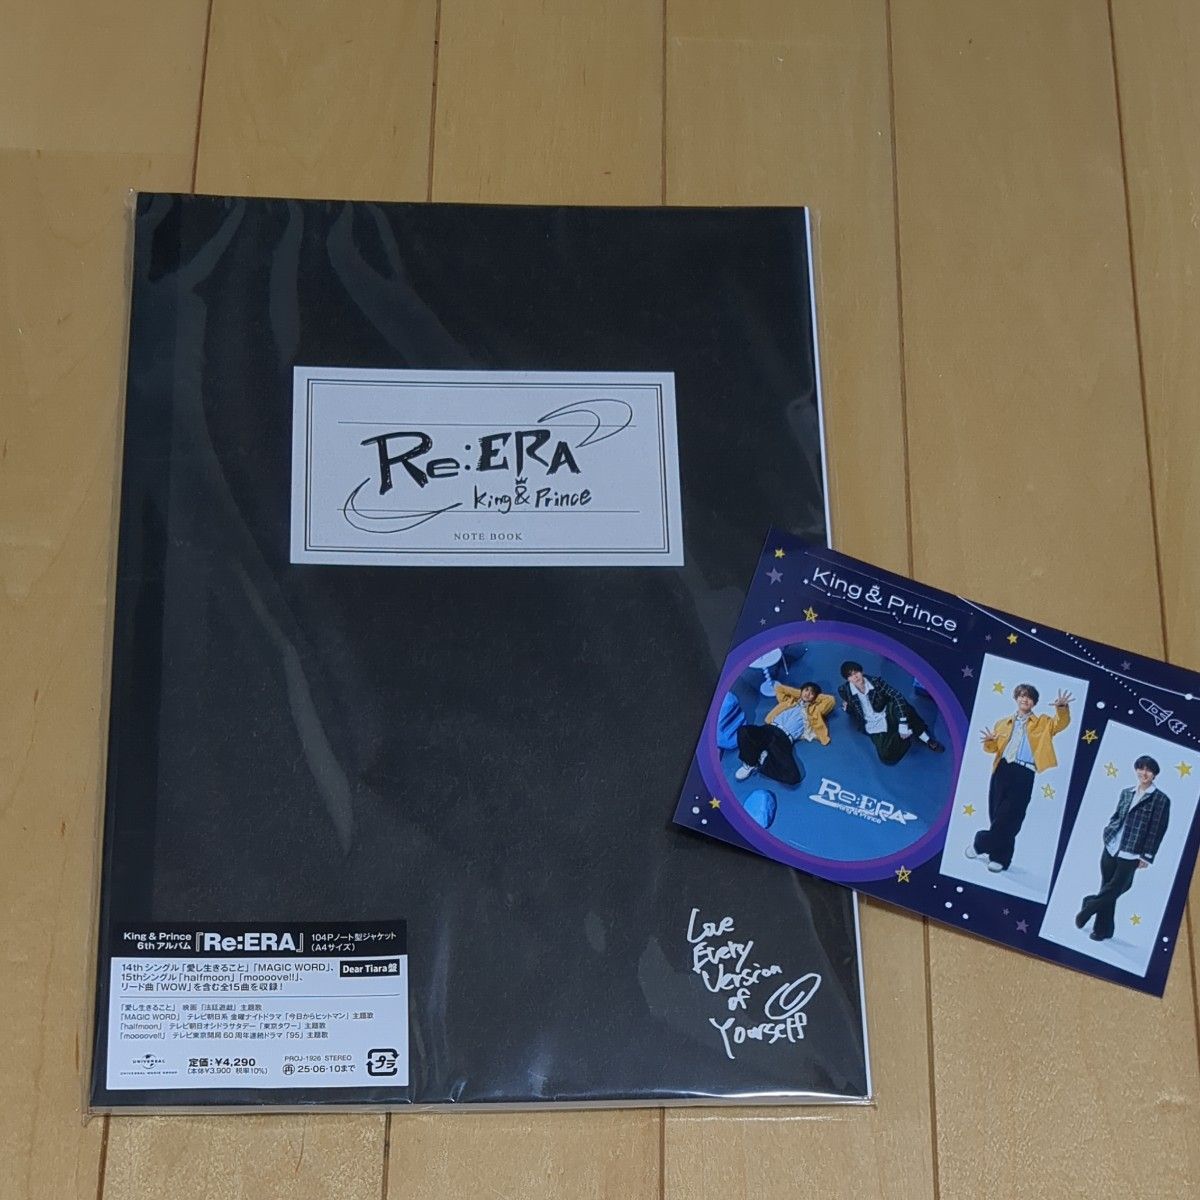 Re:ERA
King & Prince
NOTE BOOK
Love
Every
Version
of
Yourself
King & Prince
6thアルバム『Re:ERA』 104Pノート型ジャケット
(A4サイズ)
14thシングル「愛し生きること」「MAGIC WORD」、
15thシングル「halfmoon」「moooove!!」、
リード曲「WOW」を含む全15曲を収録!
Dear Tiara盤
「愛し生きること」 映画「法廷遊戯」主題歌
「MAGIC WORD」 テレビ朝日系 金曜ナイトドラマ「今日からヒットマン」主題歌
「halfmoon」 テレビ朝日オシドラサタデー「東京タワー」主題歌
「moooove!!」 テレビ東京開局60周年連続ドラマ「95」主題歌
UNIVERSAL
UNIVERSAL MUSIC GROUP
定価:¥4,290
(本体¥3,900 税率10%)
PROJ-1926 STEREO
再 25・06・10まで
プラ
King & Prince
Re:ERA
King & Prince